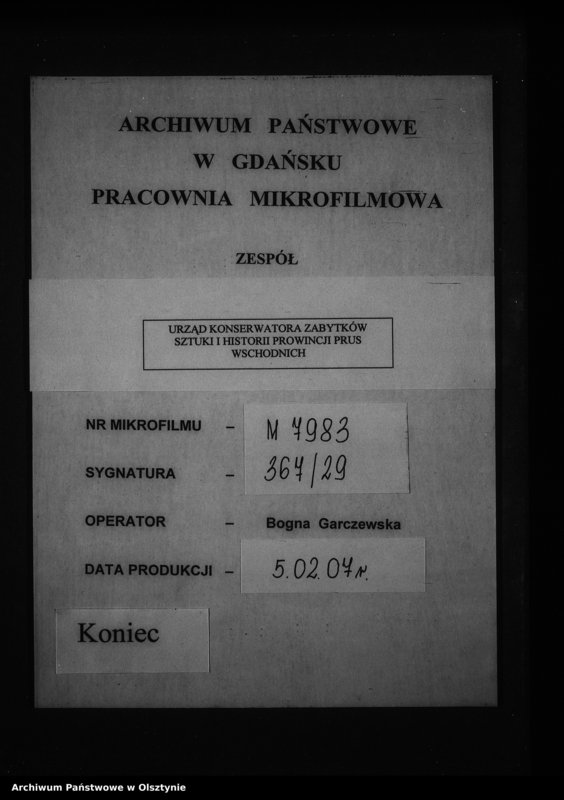 ARCHIWUM PAŃSTWOWE
W GDAŃSKU
PRACOWNIA MIKROFILMOWA
ZESPÓŁ
URZĄD KONSERWATORA ZABYTKÓW
SZTUKI I HISTORII PROWINCJI PRUS
WSCHODNICH
NR MIKROFILMU – M 7983
SYGNATURA – 367/29
OPERATOR – Bogna Garczewska
DATA PRODUKCJI – 5.02.07r.
Koniec
Archiwum Państwowe w Olsztynie